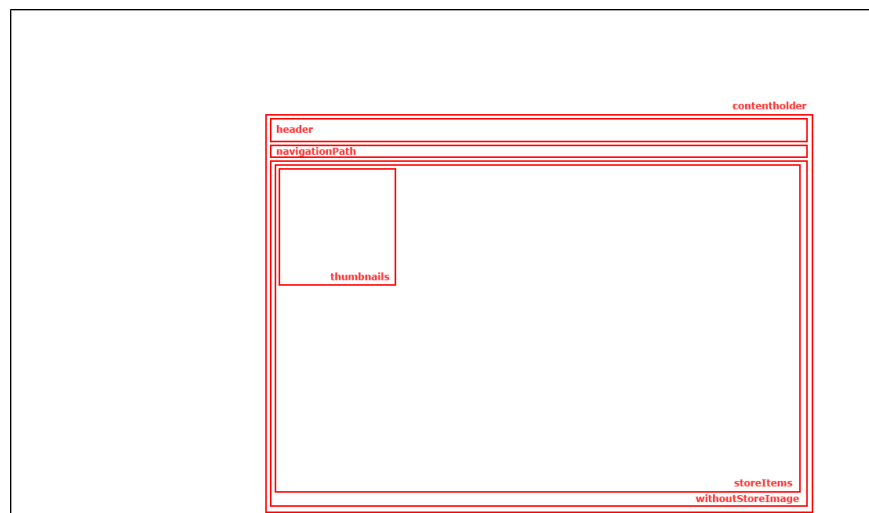 contentholder
header
navigationPath
thumbnails
storeItems
withoutStoreImage